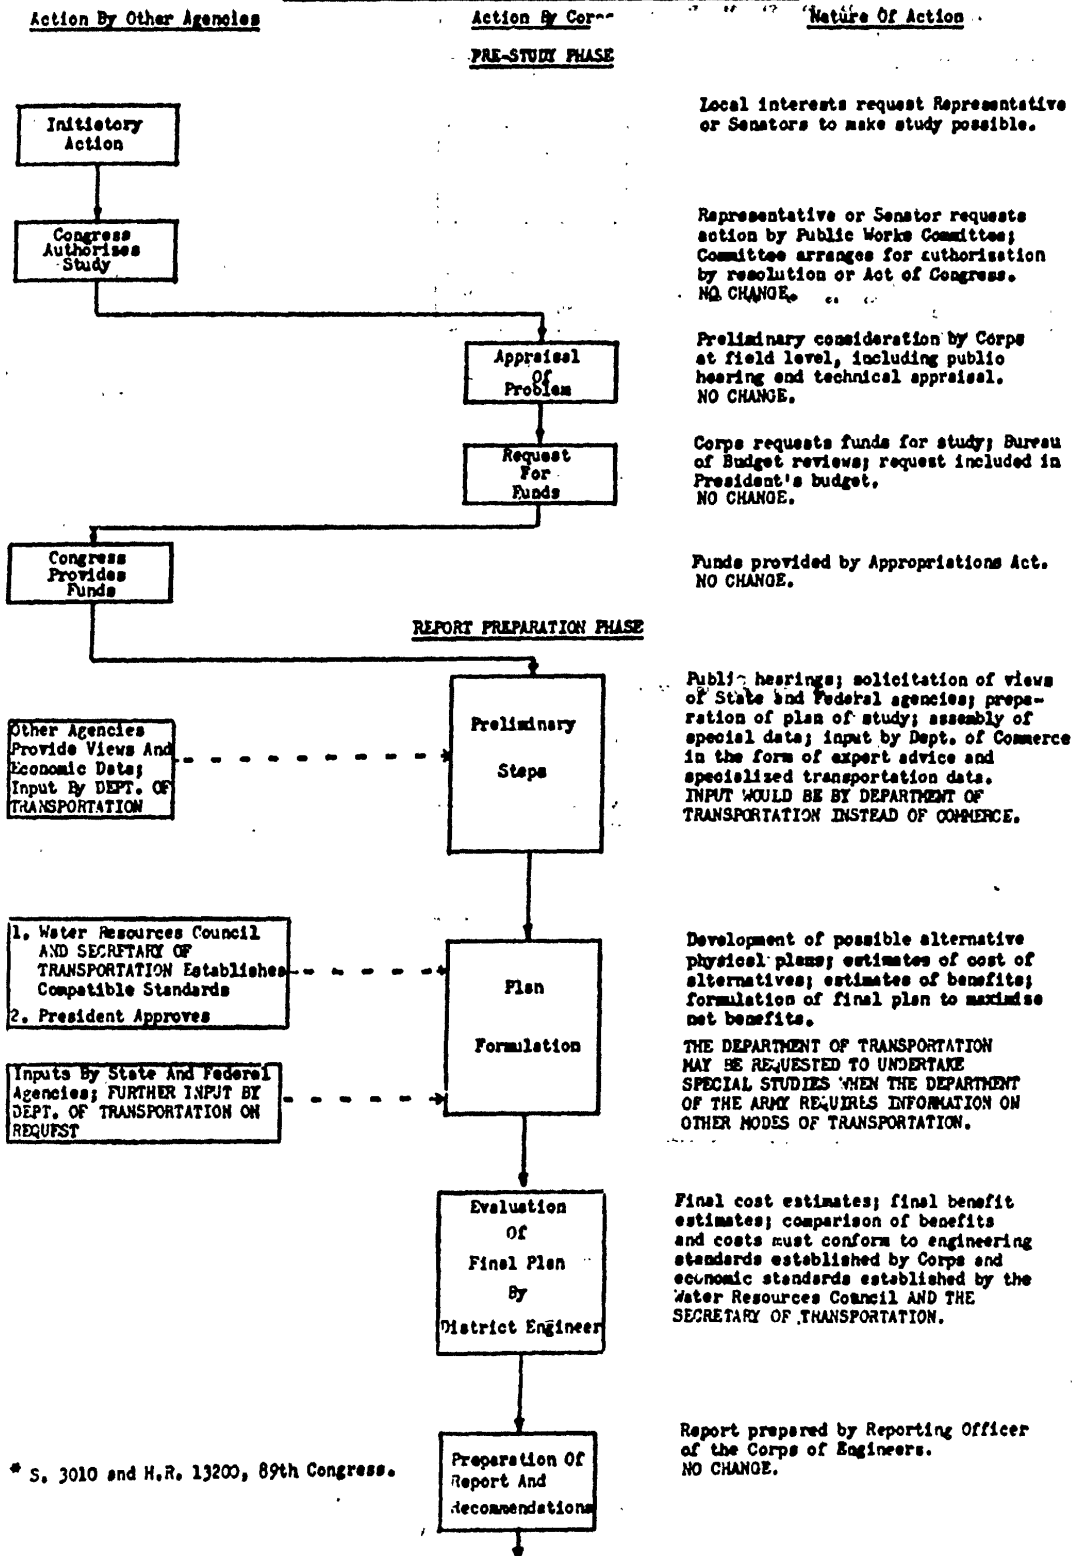 Action By Other Agencies
Action By Corps
Nature Of Action
PRE-STUDY PHASE
Initiatory
Action
Local interests request Representative
or Senators to make study possible.
Congress
Authorizes
Study
Representative or Senator requests
action by Public Works Committee;
Committee arranges for authorization
by resolution or Act of Congress.
NO CHANGE.
Appraisal
Of
Problem
Preliminary consideration by Corps
at field level, including public
hearing and technical appraisal.
NO CHANGE.
Request
For
Funds
Corps requests funds for study; Bureau
of Budget reviews; request included in
President's budget.
NO CHANGE.
Congress
Provides
Funds
Funds provided by Appropriations Act.
NO CHANGE.
REPORT PREPARATION PHASE
Other Agencies
Provide Views And
Economic Data;
Input By DEPT. OF
TRANSPORTATION
Preliminary
Steps
Public hearings; solicitation of views
of State and Federal agencies; prepa-
ration of plan of study; assembly of
special data; input by Dept. of Commerce
in the form of expert advice and
specialized transportation data.
INPUT WOULD BE BY DEPARTMENT OF
TRANSPORTATION INSTEAD OF COMMERCE.
1. Water Resources Council
AND SECRETARY OF
TRANSPORTATION Establishes
Compatible Standards
2. President Approves
Inputs By State And Federal
Agencies; FURTHER INPUT BY
DEPT. OF TRANSPORTATION ON
REQUEST
Plan
Formulation
Development of possible alternative
physical plans; estimates of cost of
alternatives; estimates of benefits;
formulation of final plan to maximize
net benefits.
THE DEPARTMENT OF TRANSPORTATION
MAY BE REQUESTED TO UNDERTAKE
SPECIAL STUDIES WHEN THE DEPARTMENT
OF THE ARMY REQUIRES INFORMATION ON
OTHER MODES OF TRANSPORTATION.
Evaluation
Of
Final Plan
By
District Engineer
Final cost estimates; final benefit
estimates; comparison of benefits
and costs must conform to engineering
standards established by Corps and
economic standards established by the
Water Resources Council AND THE
SECRETARY OF TRANSPORTATION.
Preparation Of
Report And
Recommendations
Report prepared by Reporting Officer
of the Corps of Engineers.
NO CHANGE.
* S. 3010 and H.R. 13200, 89th Congress.